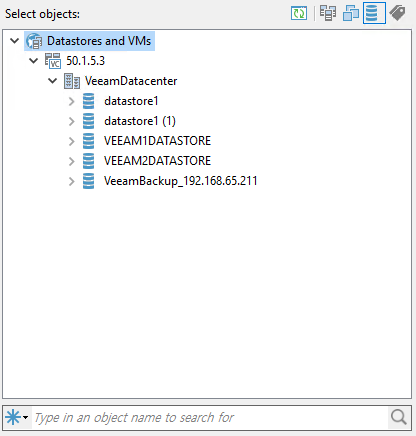 Select objects:
Datastores and VMs
VC 50.1.5.3
VeeamDatacenter
datastore1
datastore1 (1)
VEEAM1DATASTORE
VEEAM2DATASTORE
VeeamBackup_192.168.65.211
Type in an object name to search for